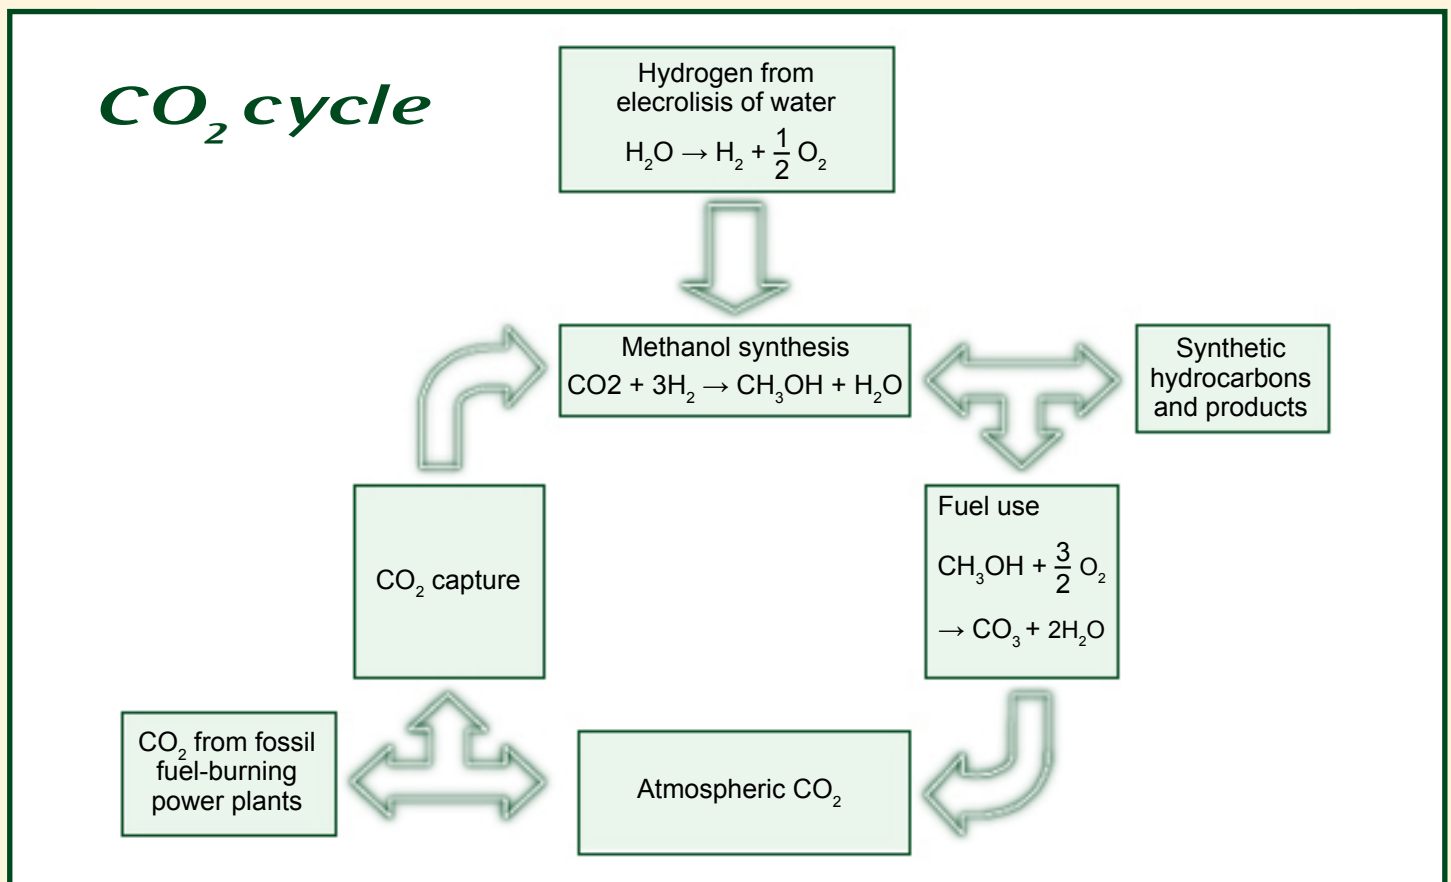 CO₂ cycle
Hydrogen from
elecrolisis of water
H₂O → H₂ + 1/2 O₂
Methanol synthesis
CO2 + 3H₂ → CH₃OH + H₂O
Synthetic
hydrocarbons
and products
Fuel use
CH₃OH + 3/2 O₂
→ CO₃ + 2H₂O
CO₂ capture
CO₂ from fossil
fuel-burning
power plants
Atmospheric CO₂